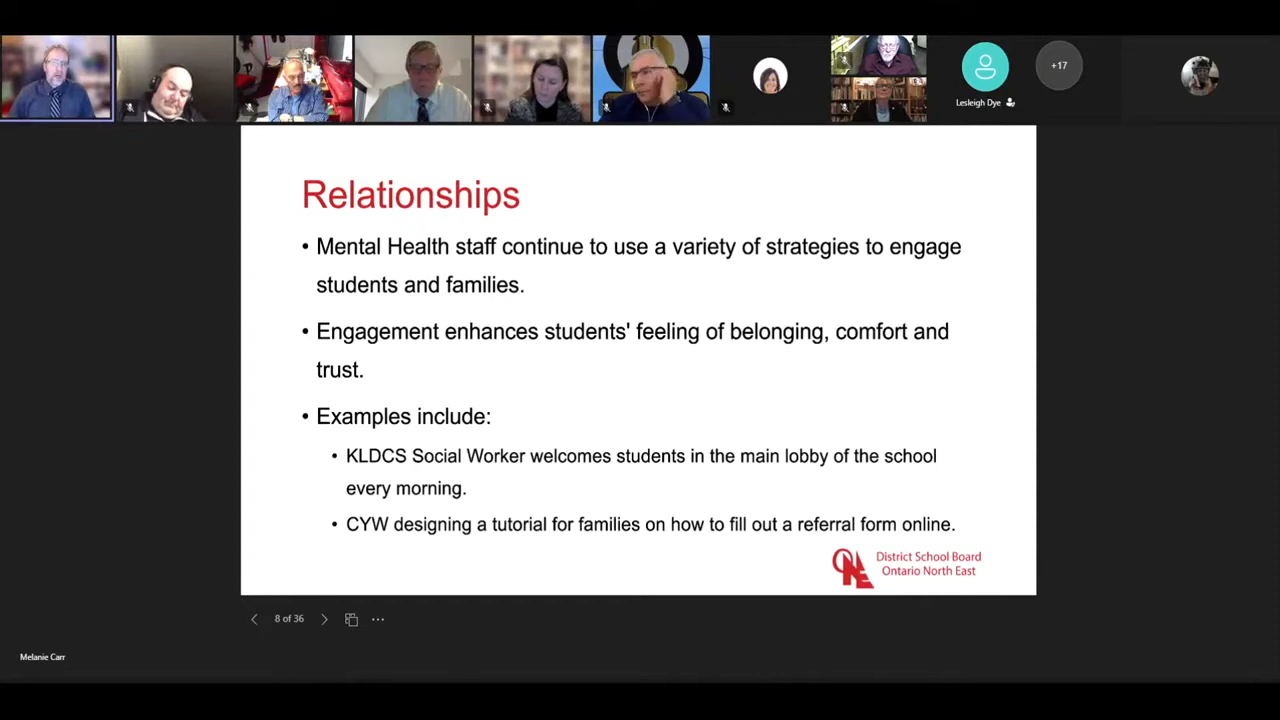 +17
Lesleigh Dye
Relationships
• Mental Health staff continue to use a variety of strategies to engage
students and families.
• Engagement enhances students' feeling of belonging, comfort and
trust.
• Examples include:
• KLDCS Social Worker welcomes students in the main lobby of the school
every morning.
• CYW designing a tutorial for families on how to fill out a referral form online.
ONE District School Board
Ontario North East
8 of 36
Melanie Carr